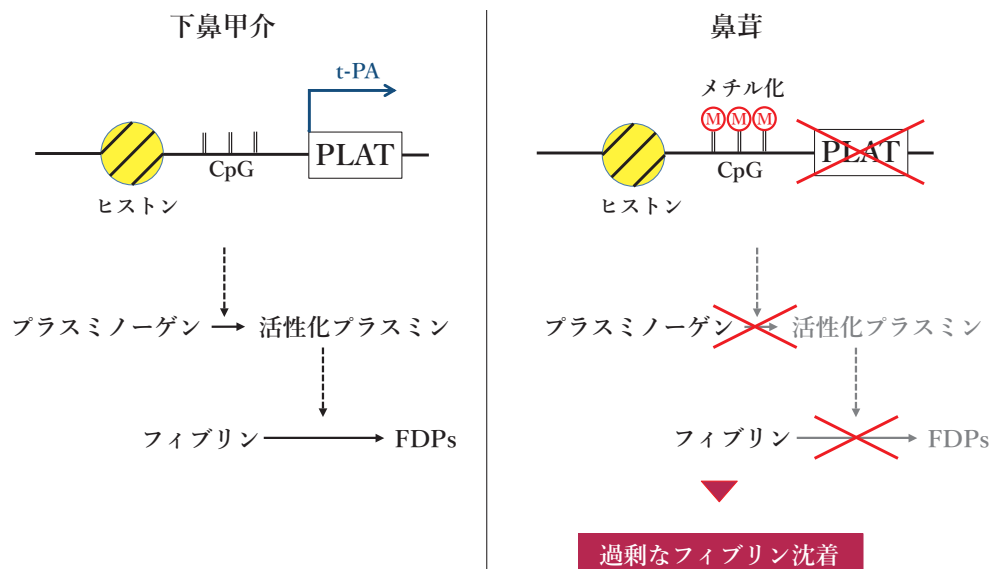 下鼻甲介
t-PA
PLAT
CpG
ヒストン
プラスミノーゲン
活性化プラスミン
フィブリン
FDPs
鼻茸
メチル化
M M M
PLAT
CpG
ヒストン
プラスミノーゲン
活性化プラスミン
フィブリン
FDPs
過剰なフィブリン沈着